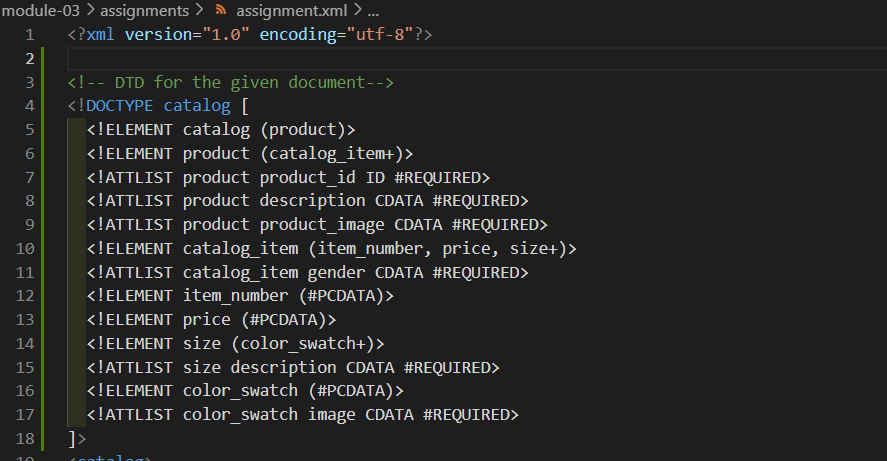 module-03 > assignments > assignment.xml > ...
1 <?xml version="1.0" encoding="utf-8"?>
2
3 <!-- DTD for the given document-->
4 <!DOCTYPE catalog [
5 <!ELEMENT catalog (product)>
6 <!ELEMENT product (catalog_item+)>
7 <!ATTLIST product product_id ID #REQUIRED>
8 <!ATTLIST product description CDATA #REQUIRED>
9 <!ATTLIST product product_image CDATA #REQUIRED>
10 <!ELEMENT catalog_item (item_number, price, size+)>
11 <!ATTLIST catalog_item gender CDATA #REQUIRED>
12 <!ELEMENT item_number (#PCDATA)>
13 <!ELEMENT price (#PCDATA)>
14 <!ELEMENT size (color_swatch+)>
15 <!ATTLIST size description CDATA #REQUIRED>
16 <!ELEMENT color_swatch (#PCDATA)>
17 <!ATTLIST color_swatch image CDATA #REQUIRED>
18 ]>
19 <catalog>